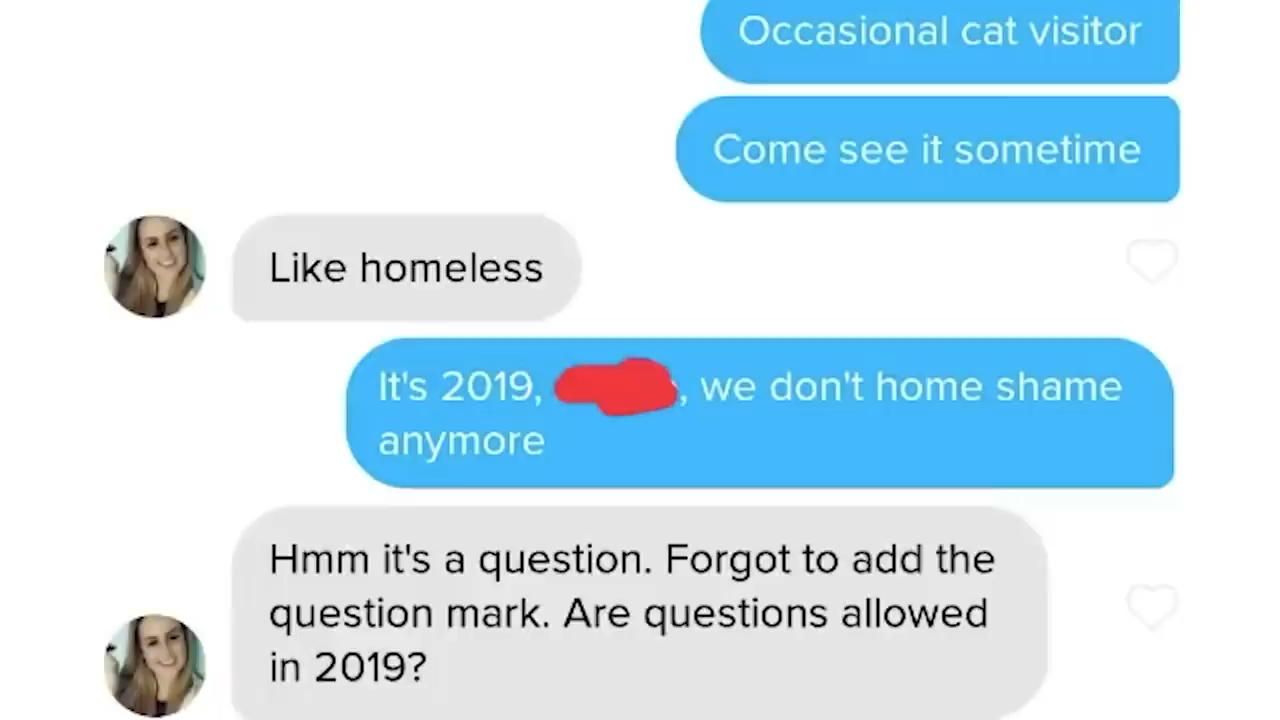 Occasional cat visitor
Come see it sometime
Like homeless
It's 2019, , we don't home shame
anymore
Hmm it's a question. Forgot to add the
question mark. Are questions allowed
in 2019?